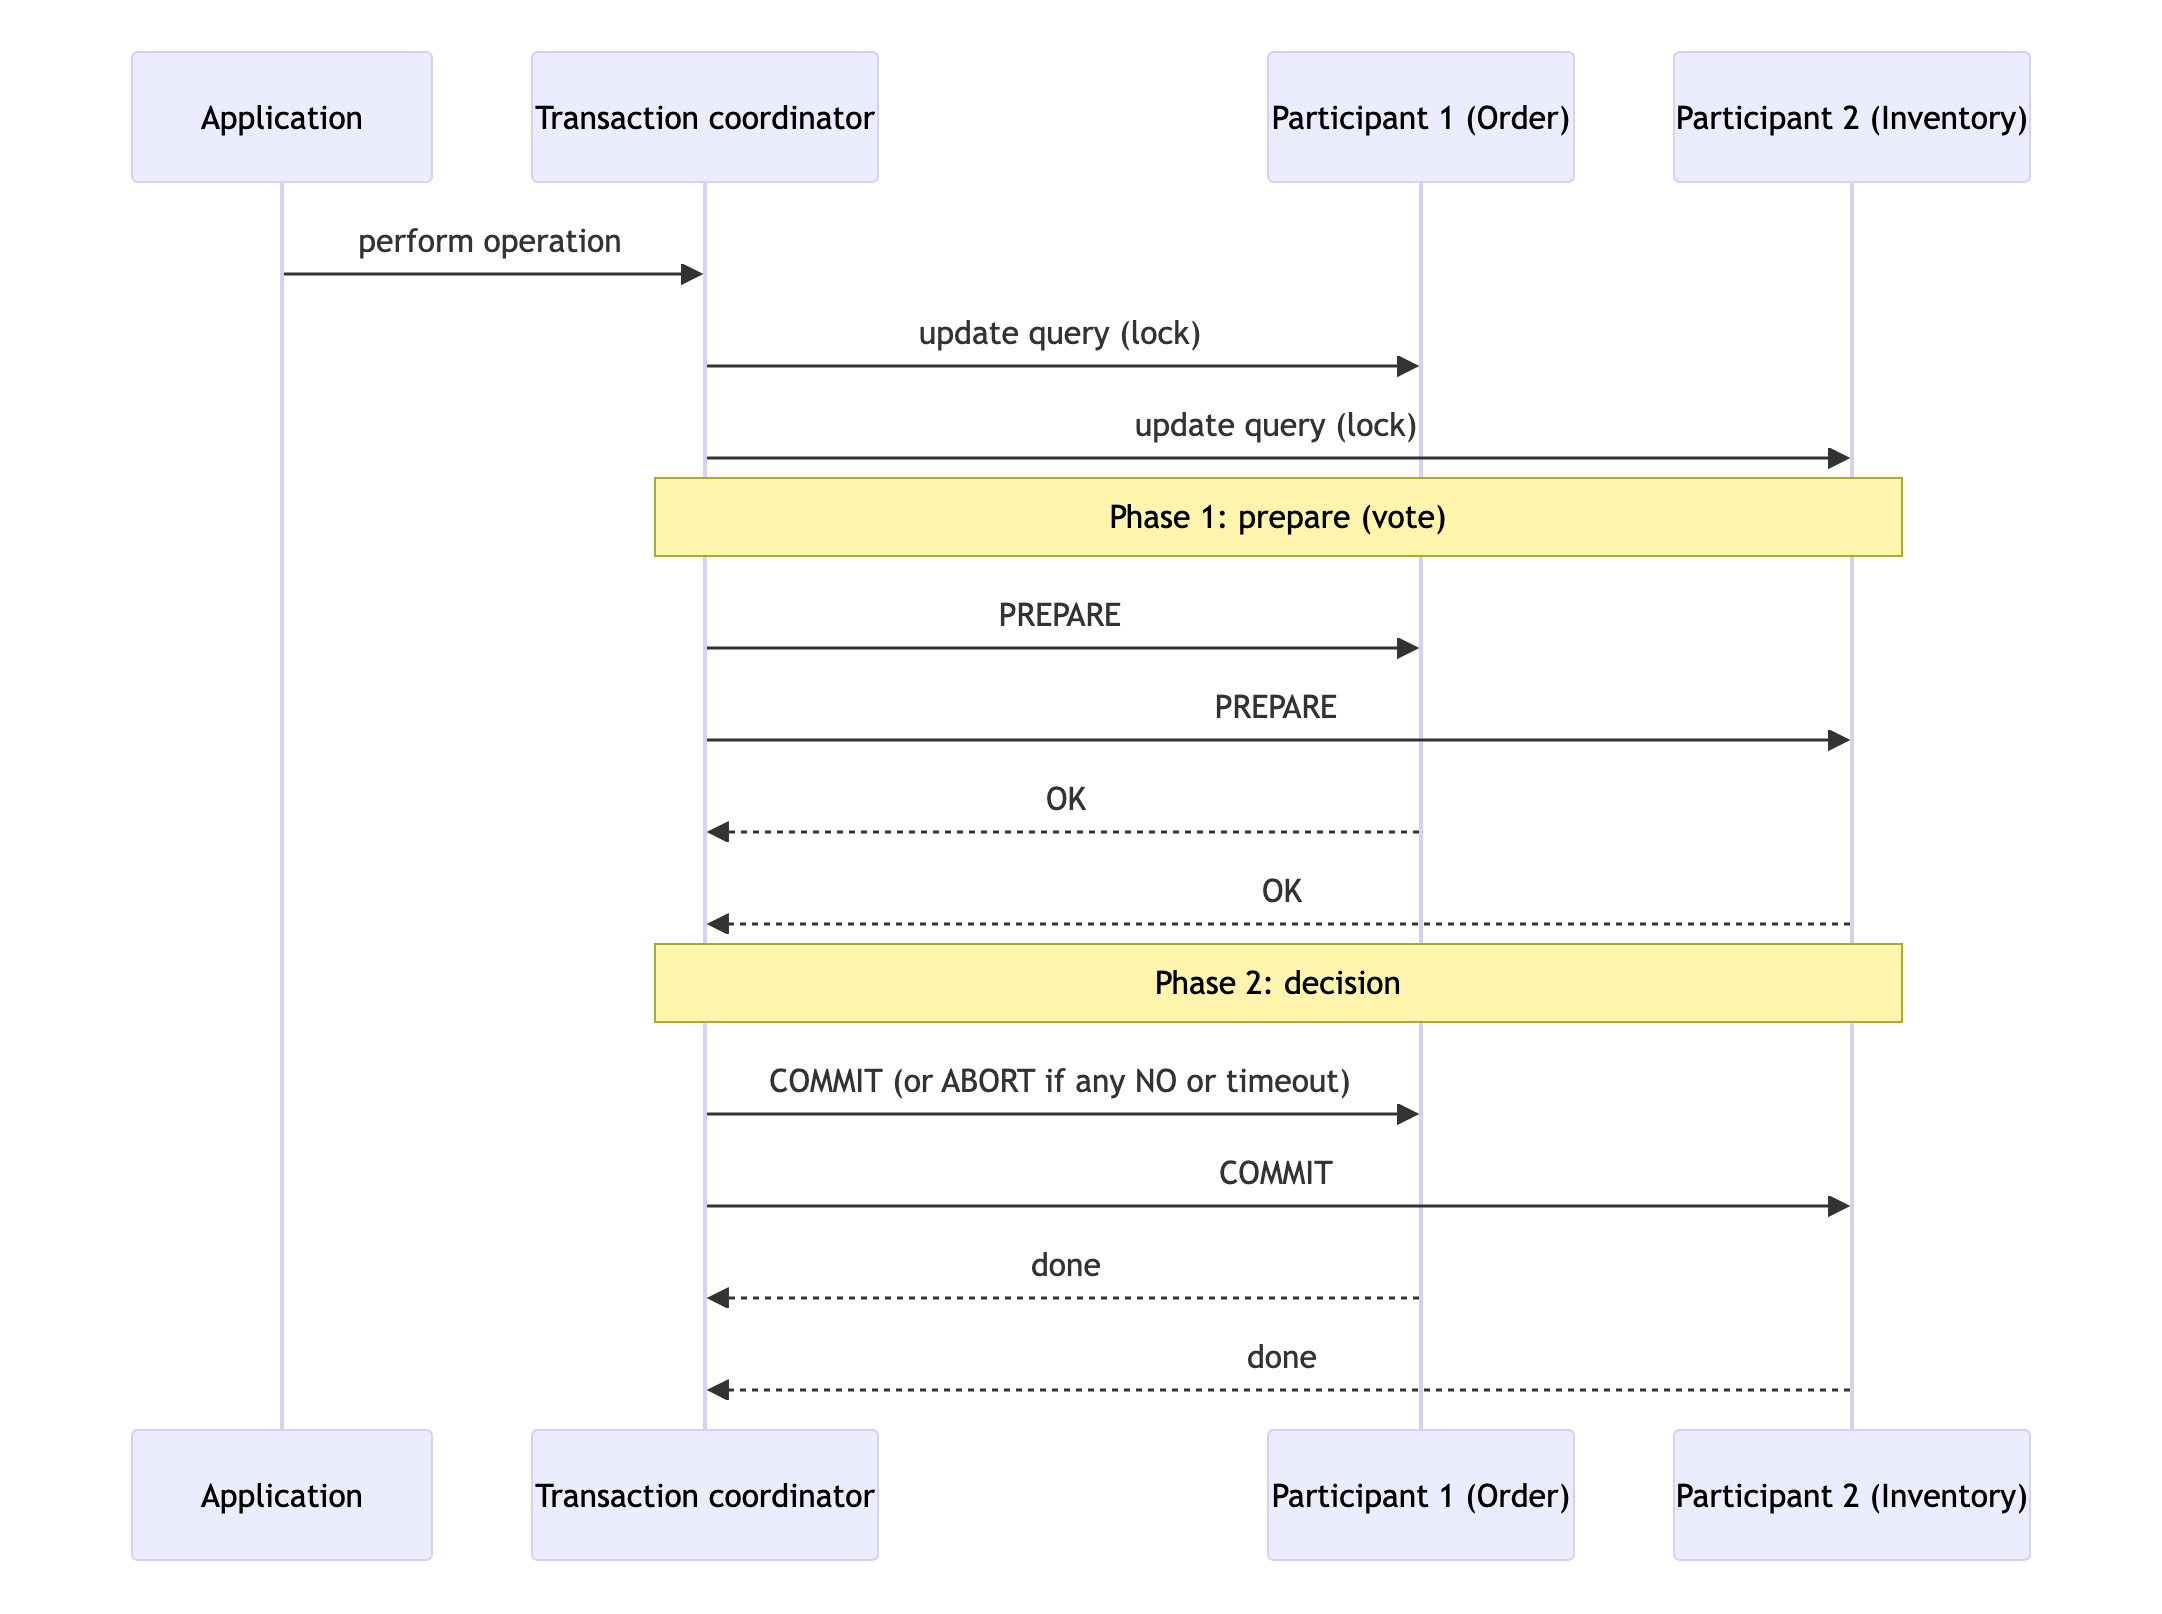 Application
Transaction coordinator
Participant 1 (Order)
Participant 2 (Inventory)
perform operation
update query (lock)
update query (lock)
Phase 1: prepare (vote)
PREPARE
PREPARE
OK
OK
Phase 2: decision
COMMIT (or ABORT if any NO or timeout)
COMMIT
done
done
Application
Transaction coordinator
Participant 1 (Order)
Participant 2 (Inventory)